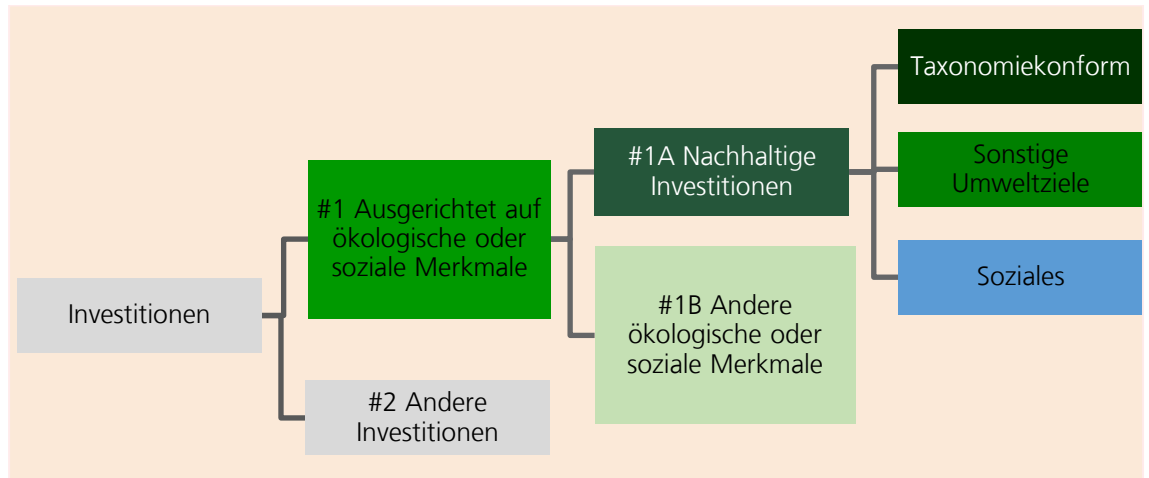 Investitionen
#1 Ausgerichtet auf
ökologische oder
soziale Merkmale
#2 Andere
Investitionen
#1A Nachhaltige
Investitionen
#1B Andere
ökologische oder
soziale Merkmale
Taxonomiekonform
Sonstige
Umweltziele
Soziales